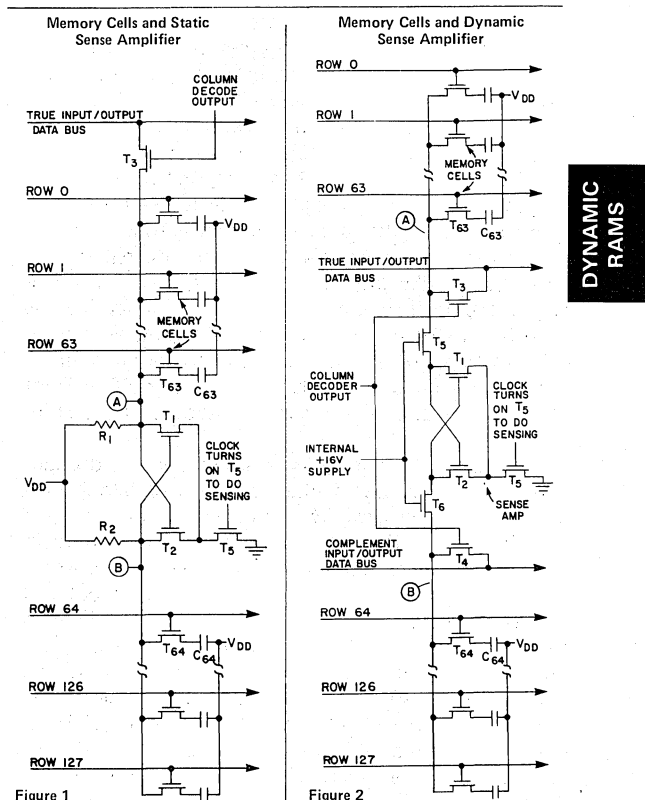 Memory Cells and Static
Sense Amplifier
COLUMN
DECODE
OUTPUT
TRUE INPUT/OUTPUT
DATA BUS
T3
ROW 0
VDD
ROW 1
MEMORY
CELLS
ROW 63
T63
C63
A
R1
T1
CLOCK
TURNS
ON T5
TO DO
SENSING
VDD
R2
T2
T5
B
ROW 64
VDD
T64
C64
ROW 126
ROW 127
Figure 1
Memory Cells and Dynamic
Sense Amplifier
ROW 0
VDD
ROW 1
MEMORY
CELLS
ROW 63
A
T63
C63
TRUE INPUT/OUTPUT
DATA BUS
T3
T5
T1
COLUMN
DECODER
OUTPUT
CLOCK
TURNS
ON T5
TO DO
SENSING
INTERNAL
+16V
SUPPLY
T2
T5
T6
SENSE
AMP
COMPLEMENT
INPUT/OUTPUT
DATA BUS
T4
B
ROW 64
VDD
T64
C64
ROW 126
ROW 127
Figure 2
DYNAMIC
RAMS